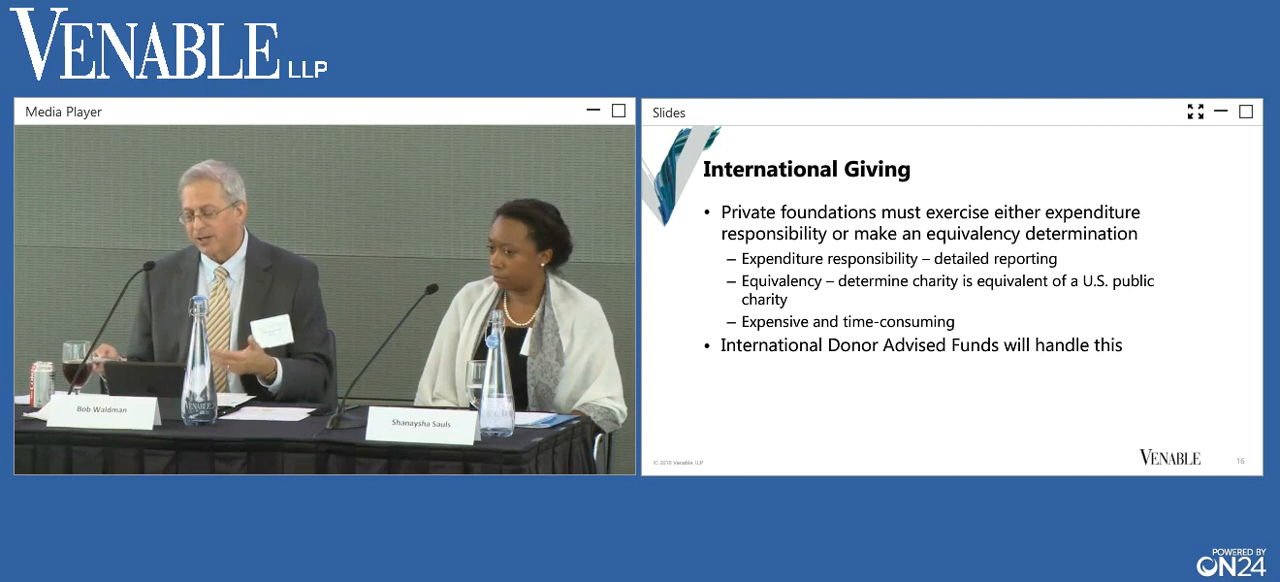 VENABLE LLP
Media Player
Slides
International Giving
• Private foundations must exercise either expenditure
responsibility or make an equivalency determination
– Expenditure responsibility – detailed reporting
– Equivalency – determine charity is equivalent of a U.S. public
charity
– Expensive and time-consuming
• International Donor Advised Funds will handle this
VENABLE
Bob Waldman
Shanaysha Sauls
© 2018 Venable LLP
VENABLE
16
POWERED BY
ON24